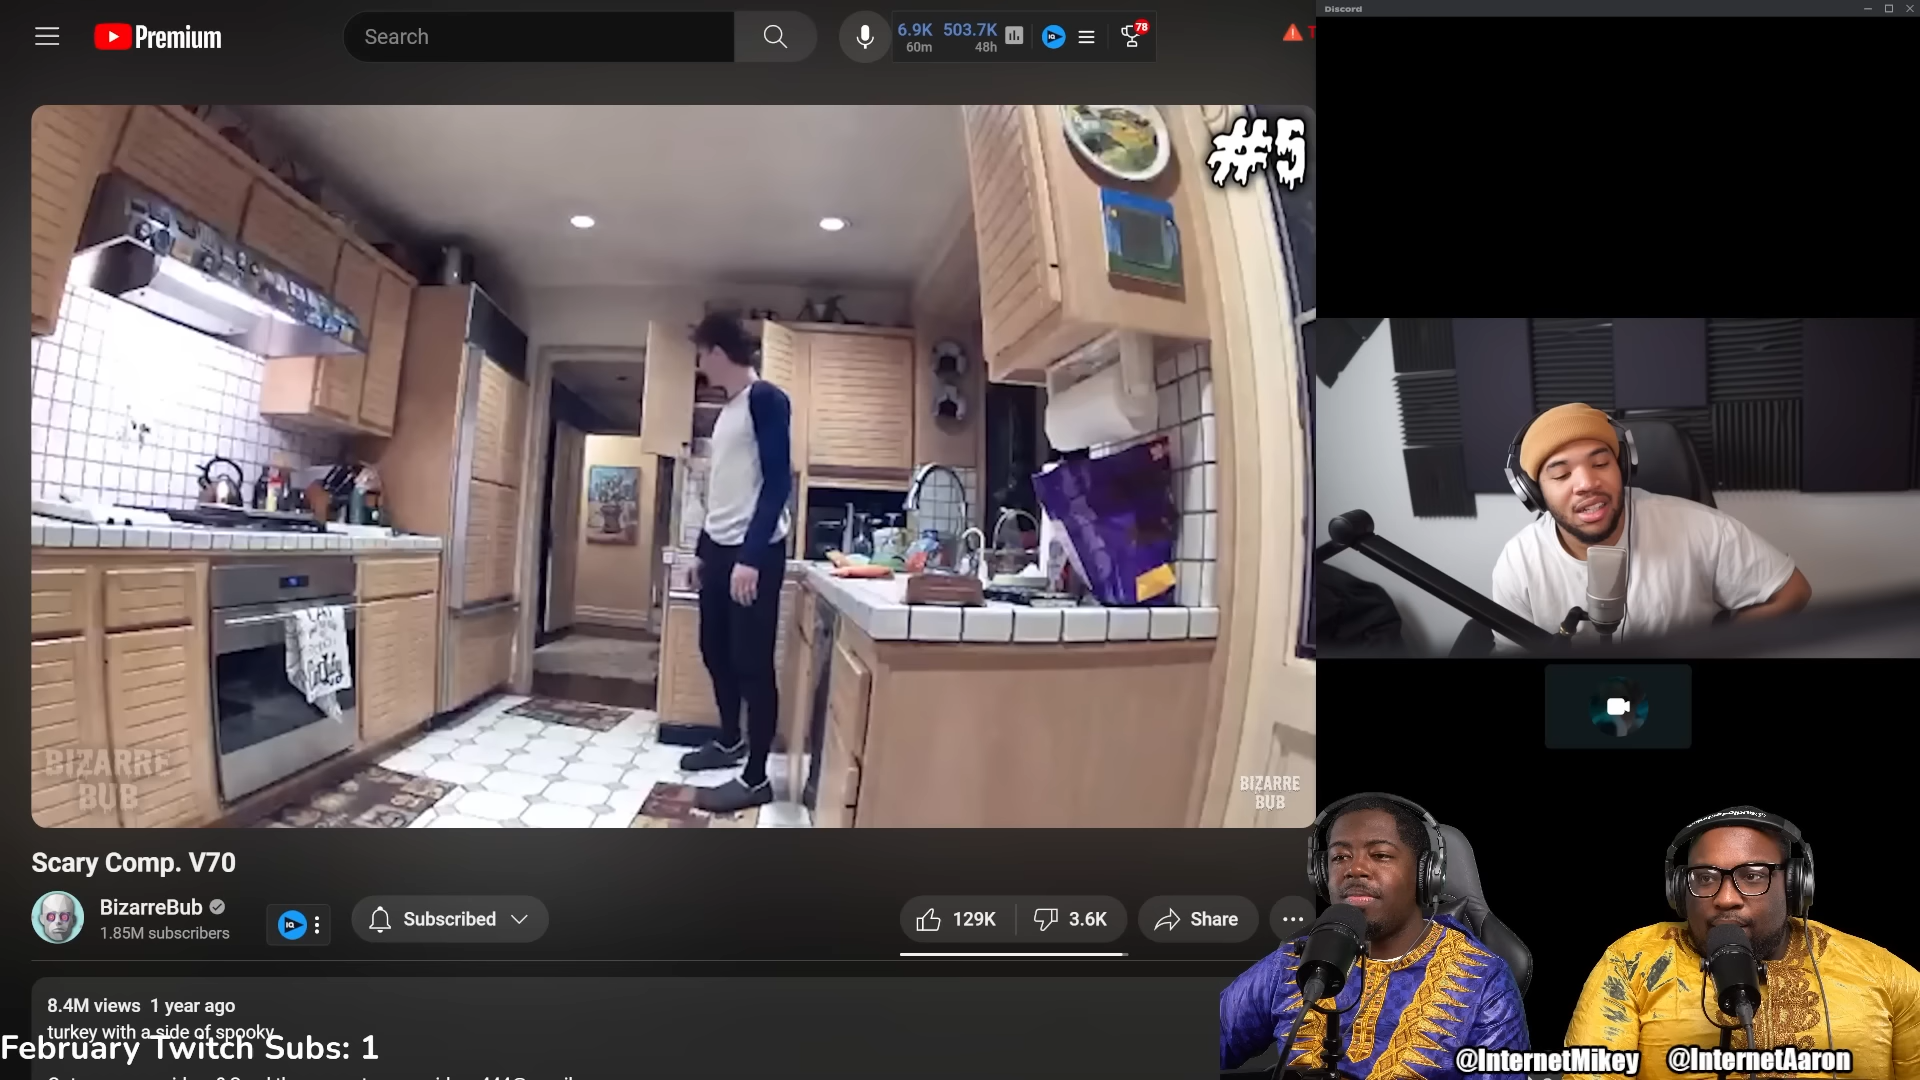 Discord
Premium
Search
6.9K 503.7K
60m 48h
78
#5
BIZARRE
BUB
BIZARRE
BUB
Scary Comp. V70
BizarreBub
1.85M subscribers
Subscribed
129K
3.6K
Share
8.4M views 1 year ago
turkey with a side of spooky
February Twitch Subs: 1
@InternetMikey
@InternetAaron